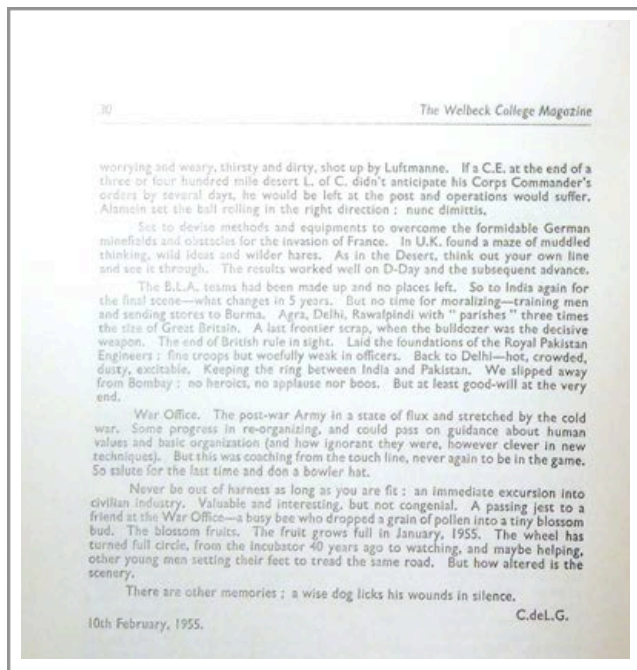 30 The Welbeck College Magazine
worrying and weary, thirsty and dirty, shot up by Luftmanne. If a C.E. at the end of a
three or four hundred mile desert L. of C. didn't anticipate his Corps Commander's
orders by several days, he would be left at the post and operations would suffer.
Alamein set the ball rolling in the right direction ; nunc dimittis.
Set to devise methods and equipments to overcome the formidable German
minefields and obstacles for the invasion of France. In U.K. found a maze of muddled
thinking, wild ideas and wilder hares. As in the Desert, think out your own line
and see it through. The results worked well on D-Day and the subsequent advance.
The B.L.A. teams had been made up and no places left. So to India again for
the final scene—what changes in 5 years. But no time for moralizing—training men
and sending stores to Burma. Agra, Delhi, Rawalpindi with " parishes " three times
the size of Great Britain. A last frontier scrap, when the bulldozer was the decisive
weapon. The end of British rule in sight. Laid the foundations of the Royal Pakistan
Engineers ; fine troops but woefully weak in officers. Back to Delhi—hot, crowded,
dusty, excitable. Keeping the ring between India and Pakistan. We slipped away
from Bombay : no heroics, no applause nor boos. But at least good-will at the very
end.
War Office. The post-war Army in a state of flux and stretched by the cold
war. Some progress in re-organizing, and could pass on guidance about human
values and basic organization (and how ignorant they were, however clever in new
techniques). But this was coaching from the touch line, never again to be in the game.
So salute for the last time and don a bowler hat.
Never be out of harness as long as you are fit ; an immediate excursion into
civilian industry. Valuable and interesting, but not congenial. A passing jest to a
friend at the War Office—a busy bee who dropped a grain of pollen into a tiny blossom
bud. The blossom fruits. The fruit grows full in January, 1955. The wheel has
turned full circle, from the incubator 40 years ago to watching, and maybe helping,
other young men setting their feet to tread the same road. But how altered is the
scenery.
There are other memories ; a wise dog licks his wounds in silence.
C.deL.G.
10th February, 1955.